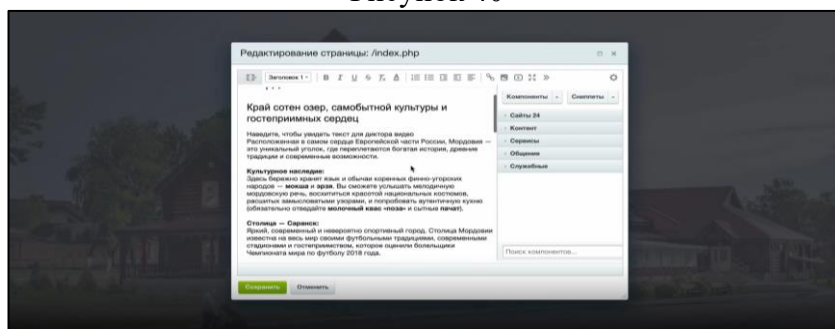 Редактирование страницы: /index.php
Заголовок 1
B I U S
Компоненты
Сниппеты
Край сотен озер, самобытной культуры и
гостеприимных сердец
Наведите, чтобы увидеть текст для диктора видео
Расположенная в самом сердце Европейской части России, Мордовия —
это уникальный уголок, где переплетаются богатая история, древние
традиции и современные возможности.
Культурное наследие:
Здесь бережно хранят язык и обычаи коренных финно-угорских
народов — мокша и эрзя. Вы сможете услышать мелодичную
мордовскую речь, восхититься красотой национальных костюмов,
расшитых замысловатыми узорами, и попробовать аутентичную кухню
(обязательно отведайте молочный квас «поза» и сытные пачат).
Столица — Саранск:
Яркий, современный и невероятно спортивный город. Столица Мордовии
известна на весь мир своими футбольными традициями, современными
стадионами и гостеприимством, которое оценили болельщики
Чемпионата мира по футболу 2018 года.
Сайты 24
Контент
Сервисы
Общение
Служебные
Поиск компонентов...
Сохранить
Отменить